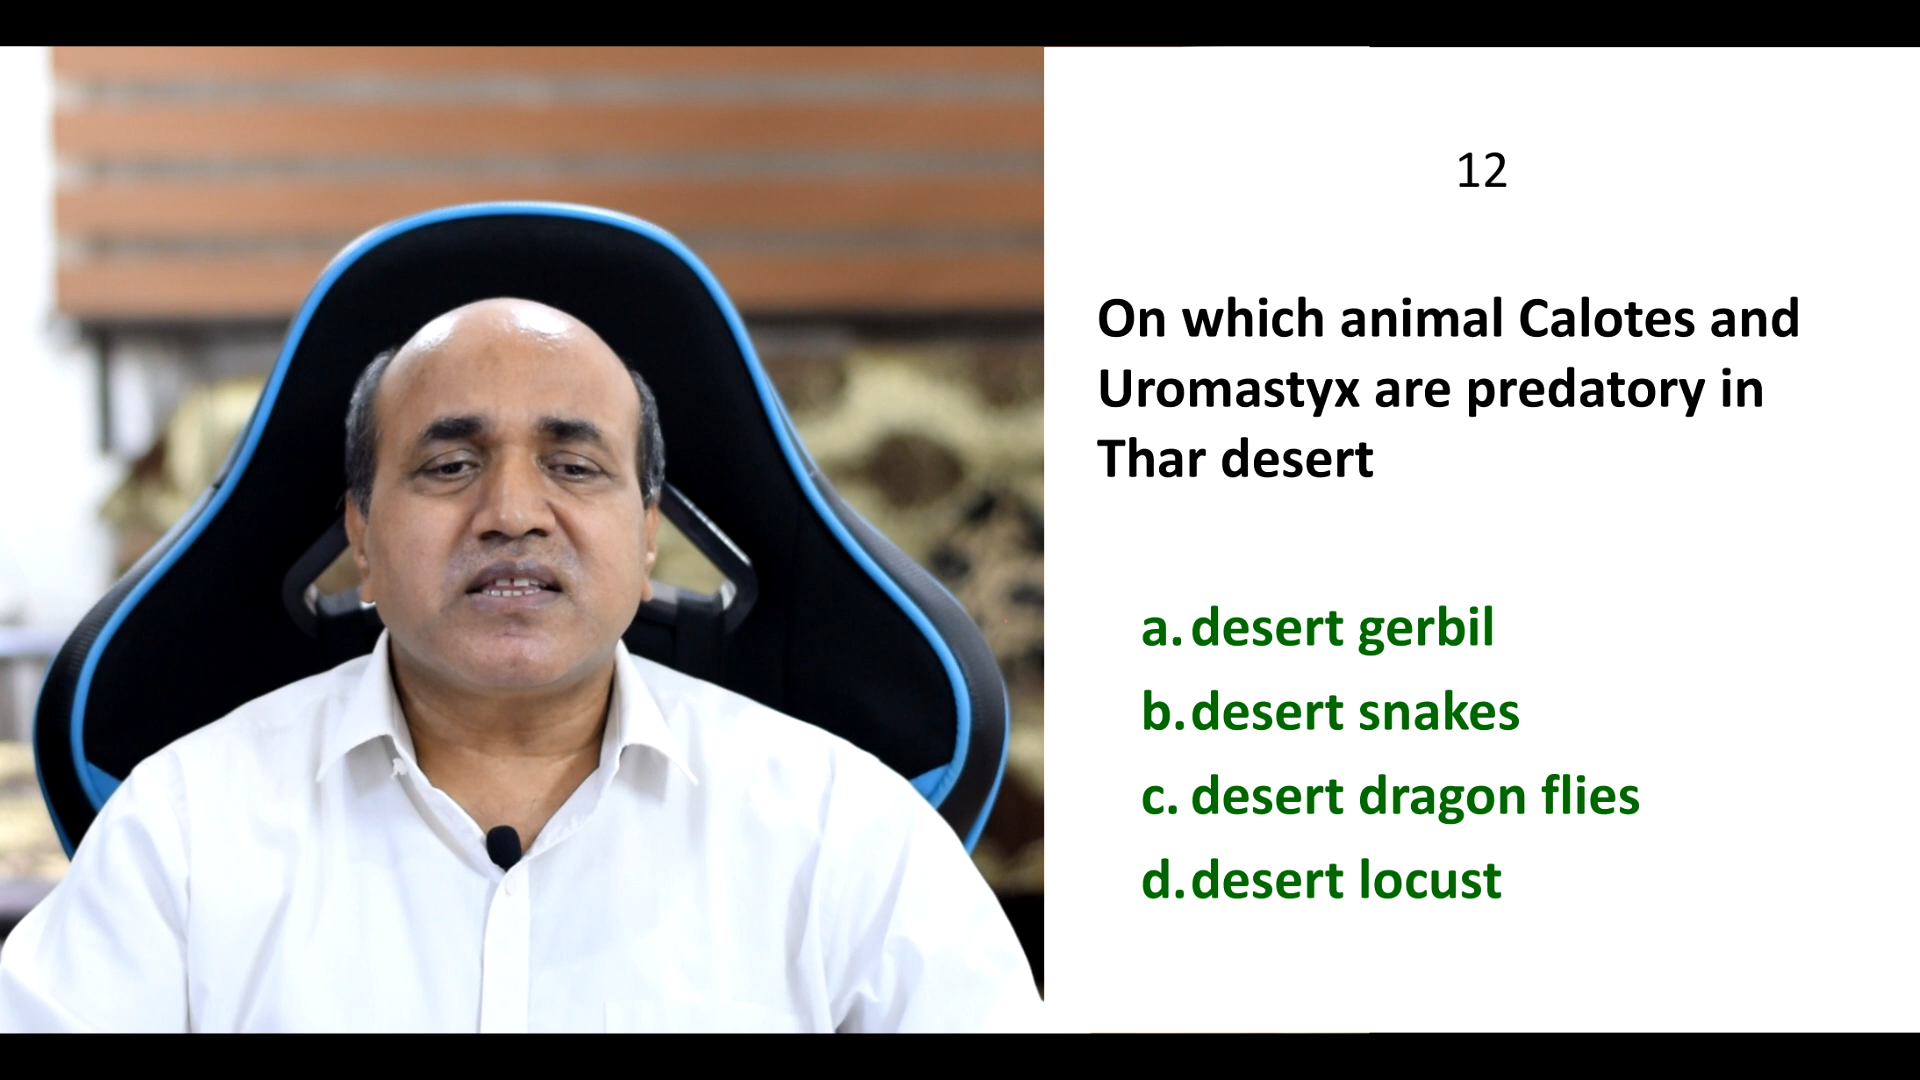 12
On which animal Calotes and
Uromastyx are predatory in
Thar desert
a. desert gerbil
b. desert snakes
c. desert dragon flies
d. desert locust